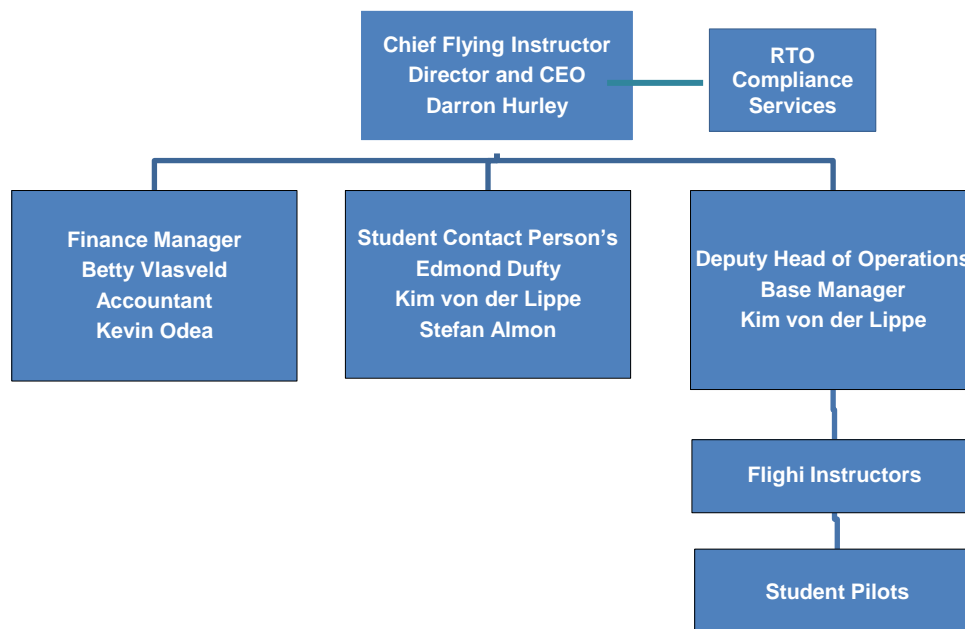 Chief Flying Instructor
Director and CEO
Darron Hurley
RTO
Compliance
Services
Finance Manager
Betty Vlasveld
Accountant
Kevin Odea
Student Contact Person’s
Edmond Dufty
Kim von der Lippe
Stefan Almon
Deputy Head of Operations
Base Manager
Kim von der Lippe
Flighi Instructors
Student Pilots